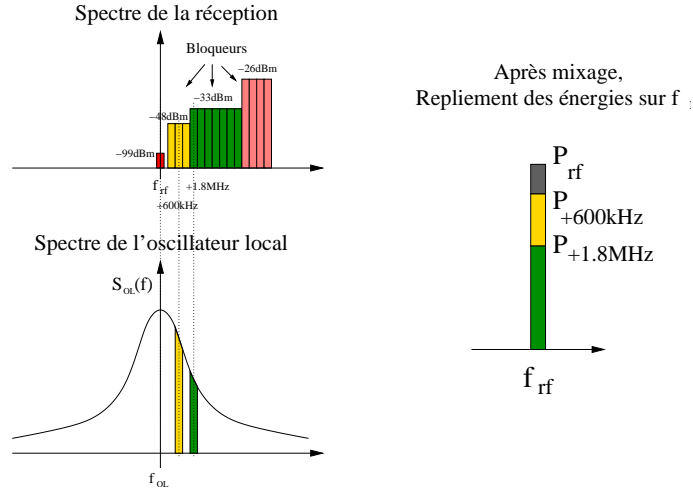 Spectre de la réception
Bloqueurs
−26dBm
−33dBm
−48dBm
−99dBm
f rf
+600kHz
+1.8MHz
Spectre de l'oscillateur local
S OL (f)
f OL
Après mixage,
Repliement des énergies sur f
P rf
P +600kHz
P +1.8MHz
f rf